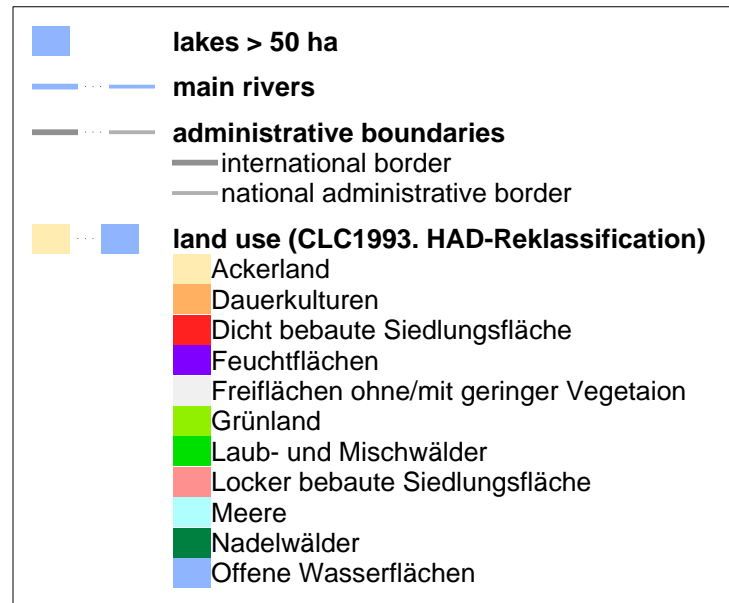 lakes > 50 ha
main rivers
administrative boundaries
international border
national administrative border
land use (CLC1993. HAD-Reklassification)
Ackerland
Dauerkulturen
Dicht bebaute Siedlungsfläche
Feuchtflächen
Freiflächen ohne/mit geringer Vegetaion
Grünland
Laub- und Mischwälder
Locker bebaute Siedlungsfläche
Meere
Nadelwälder
Offene Wasserflächen